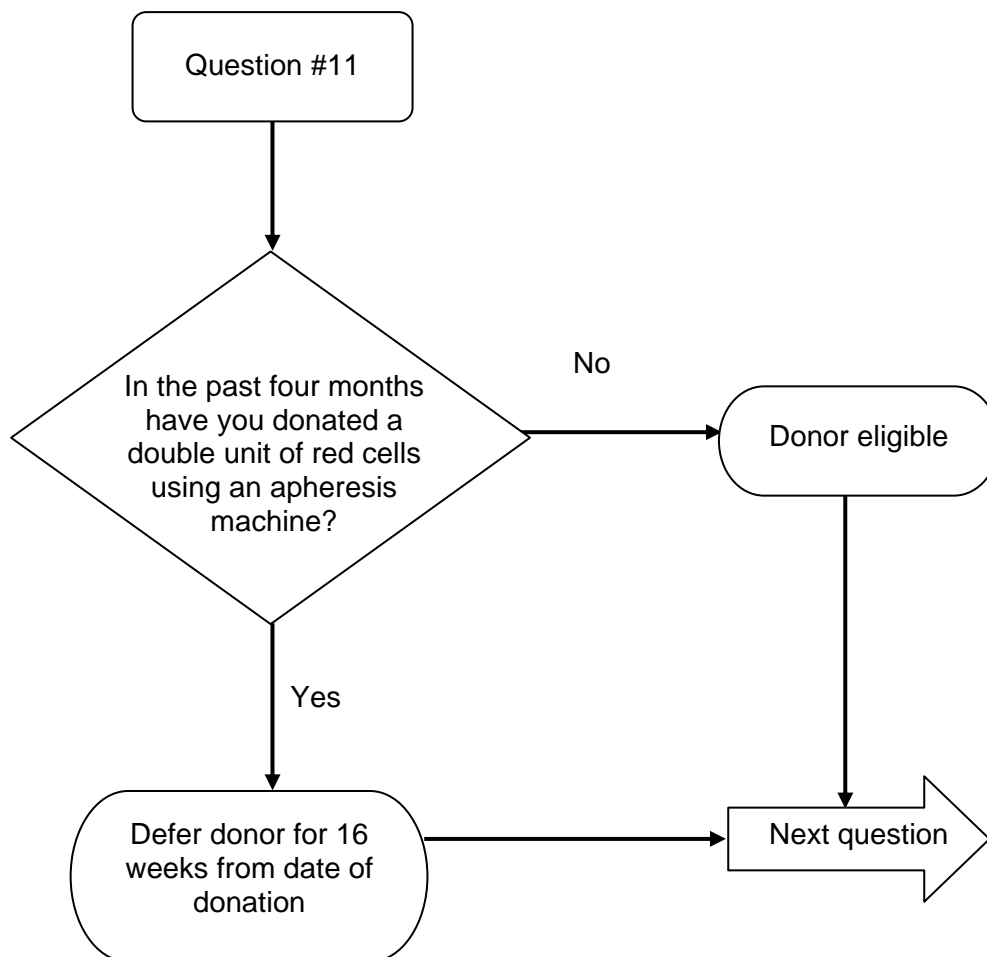 Question #11
In the past four months
have you donated a
double unit of red cells
using an apheresis
machine?
No
Donor eligible
Yes
Defer donor for 16
weeks from date of
donation
Next question